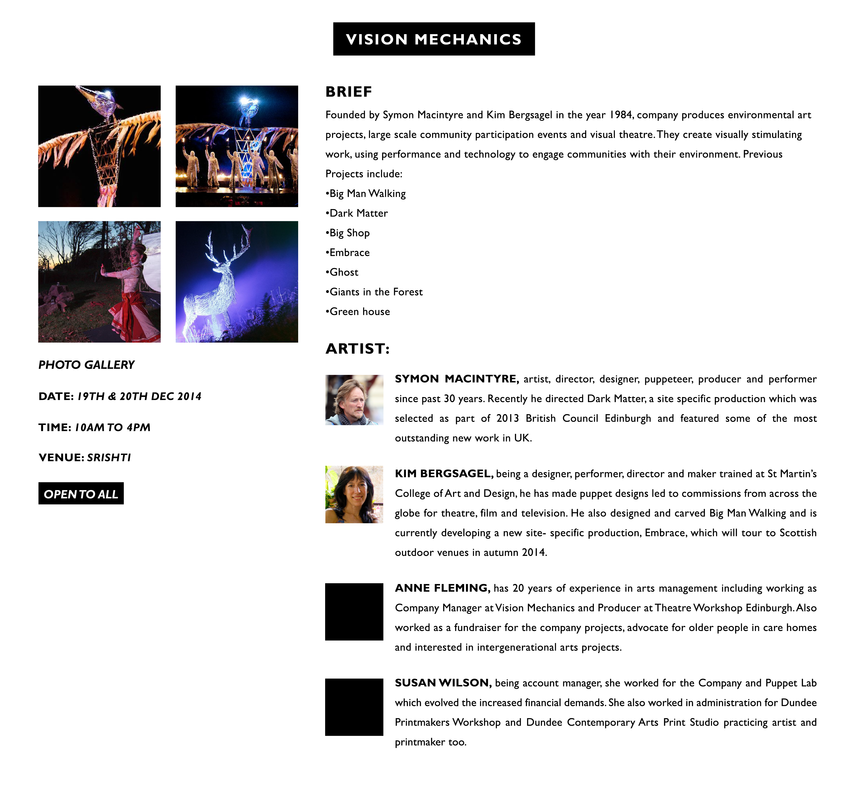 VISION MECHANICS
PHOTO GALLERY
DATE: 19TH & 20TH DEC 2014
TIME: 10AM TO 4PM
VENUE: SRISHTI
OPEN TO ALL
BRIEF
Founded by Symon Macintyre and Kim Bergsagel in the year 1984, company produces environmental art
projects, large scale community participation events and visual theatre. They create visually stimulating
work, using performance and technology to engage communities with their environment. Previous
Projects include:
•Big Man Walking
•Dark Matter
•Big Shop
•Embrace
•Ghost
•Giants in the Forest
•Green house
ARTIST:
SYMON MACINTYRE, artist, director, designer, puppeteer, producer and performer
since past 30 years. Recently he directed Dark Matter, a site specific production which was
selected as part of 2013 British Council Edinburgh and featured some of the most
outstanding new work in UK.
KIM BERGSAGEL, being a designer, performer, director and maker trained at St Martin's
College of Art and Design, he has made puppet designs led to commissions from across the
globe for theatre, film and television. He also designed and carved Big Man Walking and is
currently developing a new site- specific production, Embrace, which will tour to Scottish
outdoor venues in autumn 2014.
ANNE FLEMING, has 20 years of experience in arts management including working as
Company Manager at Vision Mechanics and Producer at Theatre Workshop Edinburgh. Also
worked as a fundraiser for the company projects, advocate for older people in care homes
and interested in intergenerational arts projects.
SUSAN WILSON, being account manager, she worked for the Company and Puppet Lab
which evolved the increased financial demands. She also worked in administration for Dundee
Printmakers Workshop and Dundee Contemporary Arts Print Studio practicing artist and
printmaker too.